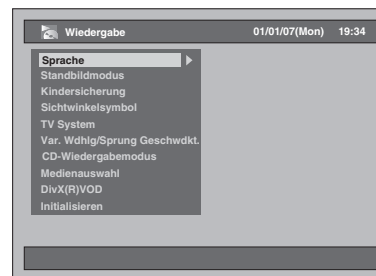 Wiedergabe 01/01/07(Mon) 19:34
Sprache
Standbildmodus
Kindersicherung
Sichtwinkelsymbol
TV System
Var. Wdhlg/Sprung Geschwdkt.
CD-Wiedergabemodus
Medienauswahl
DivX(R)VOD
Initialisieren